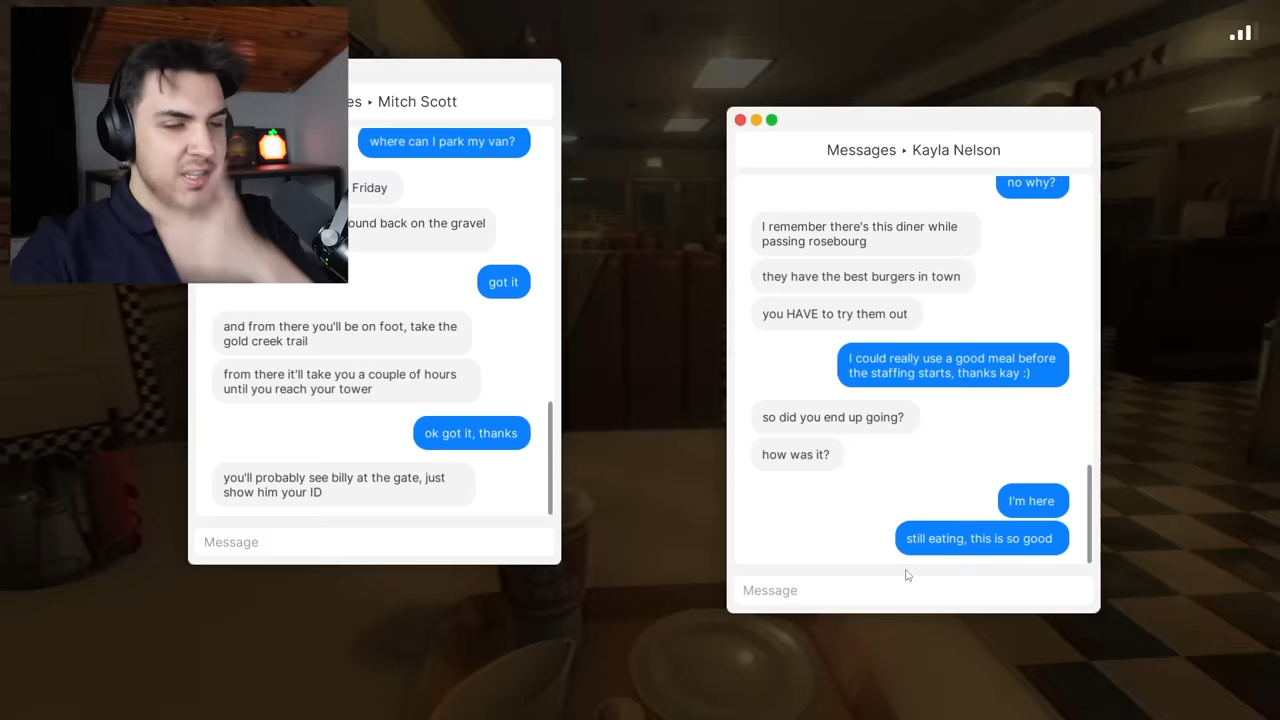 es ▸ Mitch Scott
where can I park my van?
Friday
ound back on the gravel
got it
and from there you'll be on foot, take the
gold creek trail
from there it'll take you a couple of hours
until you reach your tower
ok got it, thanks
you'll probably see billy at the gate, just
show him your ID
Message
Messages ▸ Kayla Nelson
no why?
I remember there's this diner while
passing rosebourg
they have the best burgers in town
you HAVE to try them out
I could really use a good meal before
the staffing starts, thanks kay :)
so did you end up going?
how was it?
I'm here
still eating, this is so good
Message